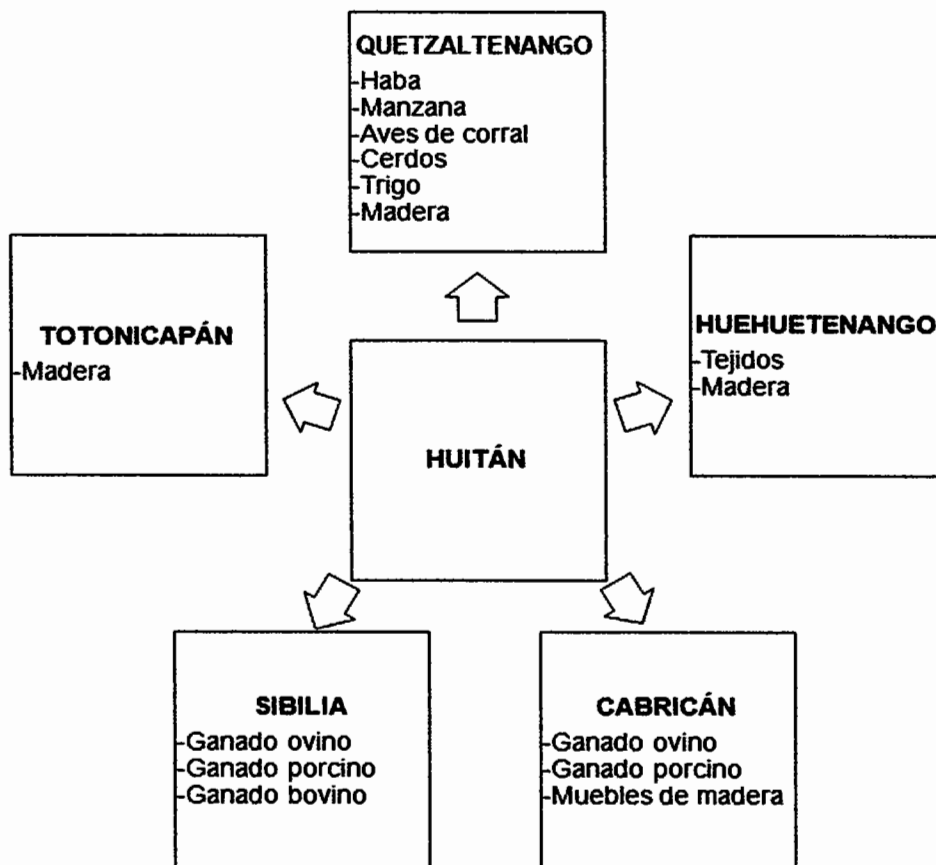 QUETZALTENANGO
-Haba
-Manzana
-Aves de corral
-Cerdos
-Trigo
-Madera
TOTONICAPÁN
-Madera
HUEHUETENANGO
-Tejidos
-Madera
HUITÁN
SIBILIA
-Ganado ovino
-Ganado porcino
-Ganado bovino
CABRICÁN
-Ganado ovino
-Ganado porcino
-Muebles de madera